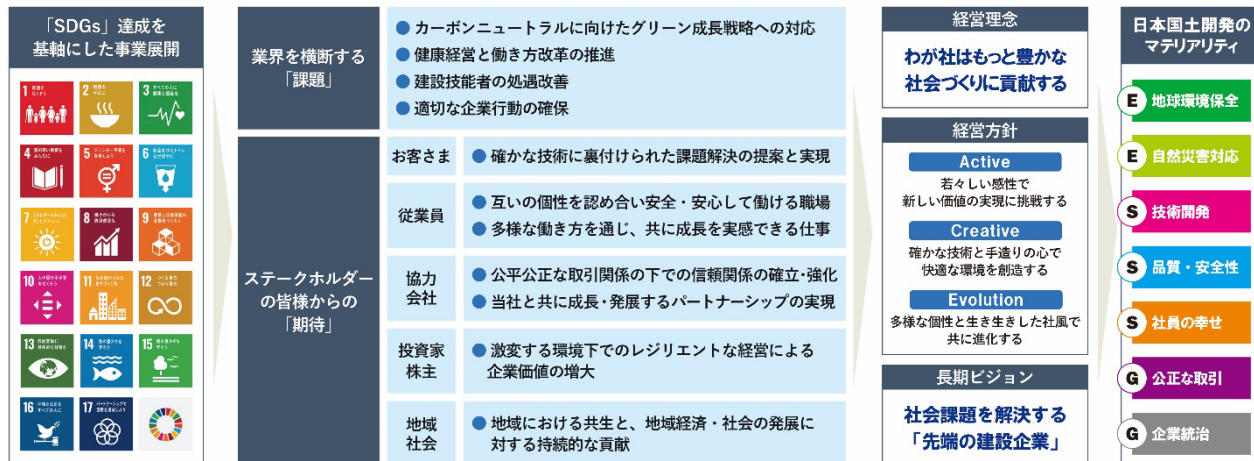 「SDGs」達成を
基軸にした事業展開
1
2
3
4
5
6
7
8
9
10
11
12
13
14
15
16
17
業界を横断する
「課題」
● カーボンニュートラルに向けたグリーン成長戦略への対応
● 健康経営と働き方改革の推進
● 建設技能者の処遇改善
● 適切な企業行動の確保
ステークホルダー
の皆様からの
「期待」
お客さま
● 確かな技術に裏付けられた課題解決の提案と実現
従業員
● 互いの個性を認め合い安全・安心して働ける職場
● 多様な働き方を通じ、共に成長を実感できる仕事
協力
会社
● 公平公正な取引関係の下での信頼関係の確立・強化
● 当社と共に成長・発展するパートナーシップの実現
投資家
株主
● 激変する環境下でのレジリエントな経営による
企業価値の増大
地域
社会
● 地域における共生と、地域経済・社会の発展に
対する持続的な貢献
経営理念
わが社はもっと豊かな
社会づくりに貢献する
経営方針
Active
若々しい感性で
新しい価値の実現に挑戦する
Creative
確かな技術と手造りの心で
快適な環境を創造する
Evolution
多様な個性と生き生きした社風で
共に進化する
長期ビジョン
社会課題を解決する
「先端の建設企業」
日本国土開発の
マテリアリティ
E 地球環境保全
E 自然災害対応
S 技術開発
S 品質・安全性
S 社員の幸せ
G 公正な取引
G 企業統治